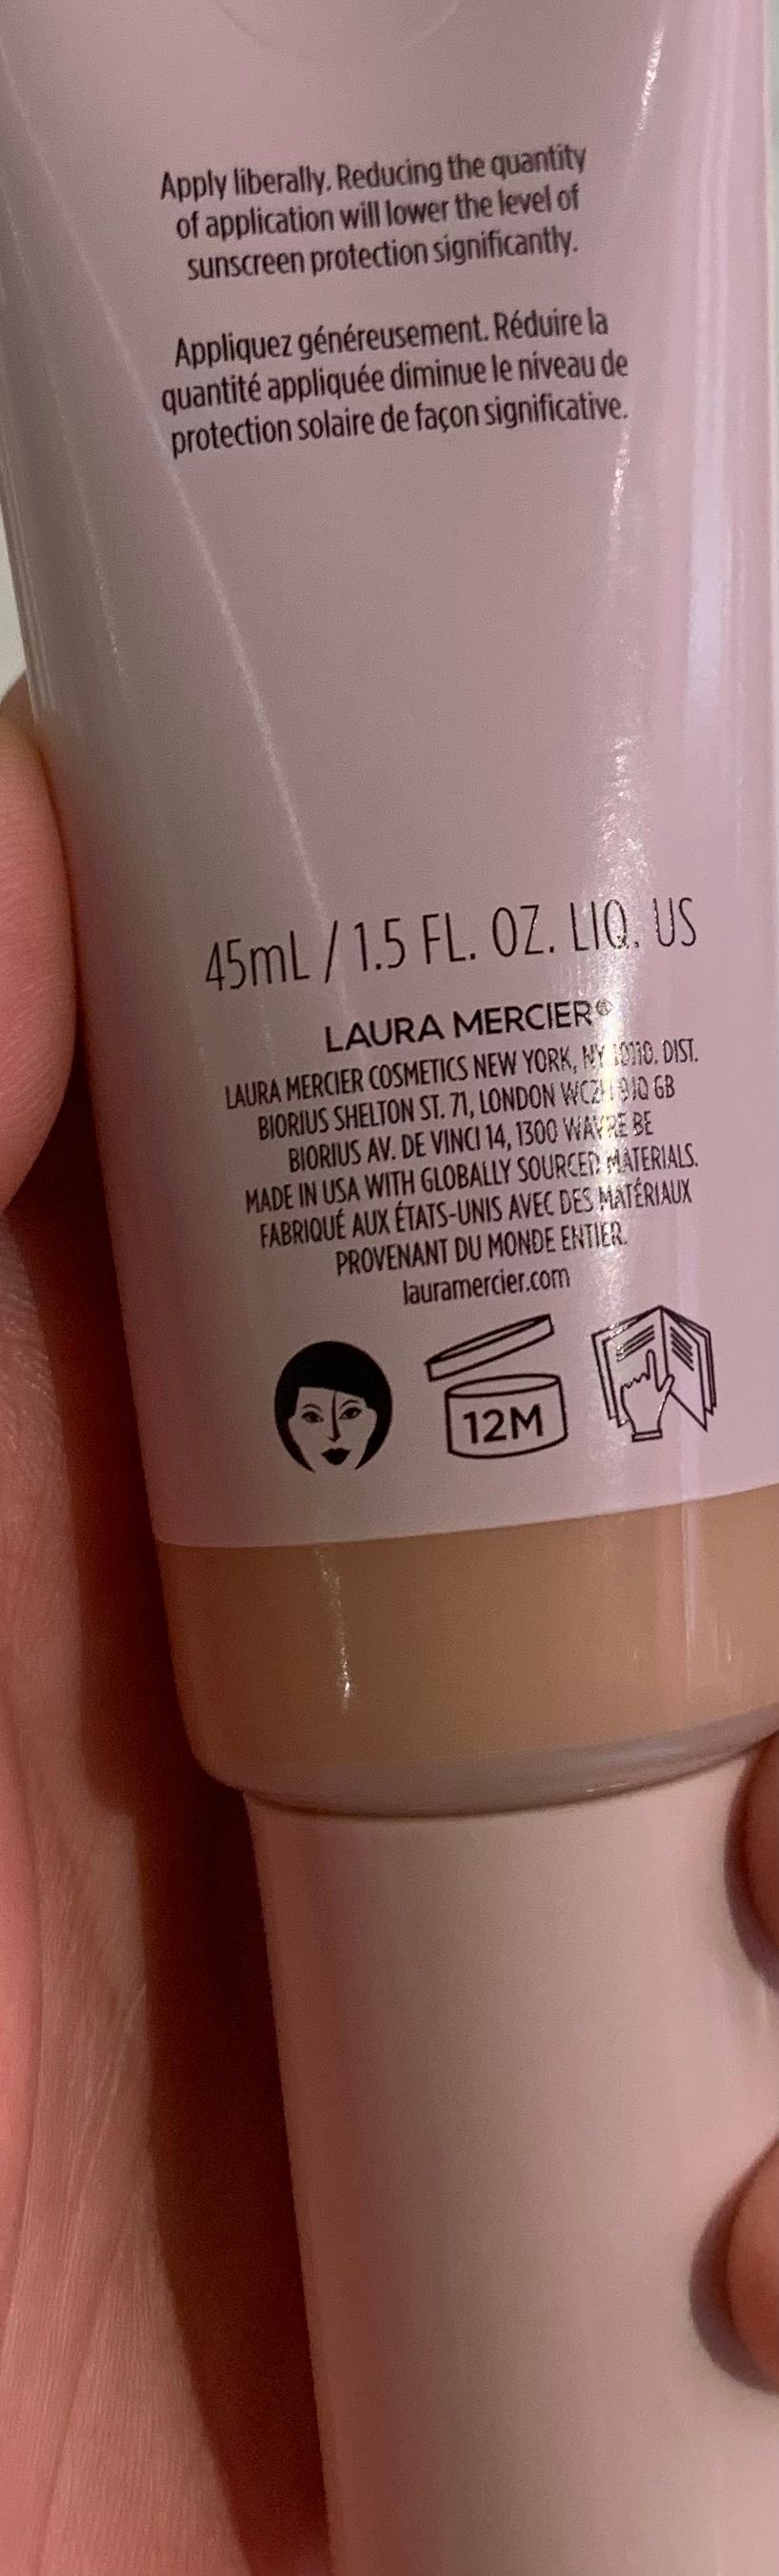 Apply liberally. Reducing the quantity
of application will lower the level of
sunscreen protection significantly.
Appliquez généreusement. Réduire la
quantité appliquée diminue le niveau de
protection solaire de façon significative.
45mL / 1.5 FL. OZ. LIQ. US
LAURA MERCIER®
LAURA MERCIER COSMETICS NEW YORK, NY DIST.
BIORIUS SHELTON ST. 71, LONDON GB
BIORIUS AV. DE VINCI 14, 1300 WAVRE BE
MADE IN USA WITH GLOBALLY SOURCED MATERIALS.
FABRIQUÉ AUX ÉTATS-UNIS AVEC DES MATÉRIAUX
PROVENANT DU MONDE ENTIER.
lauramercier.com
12M